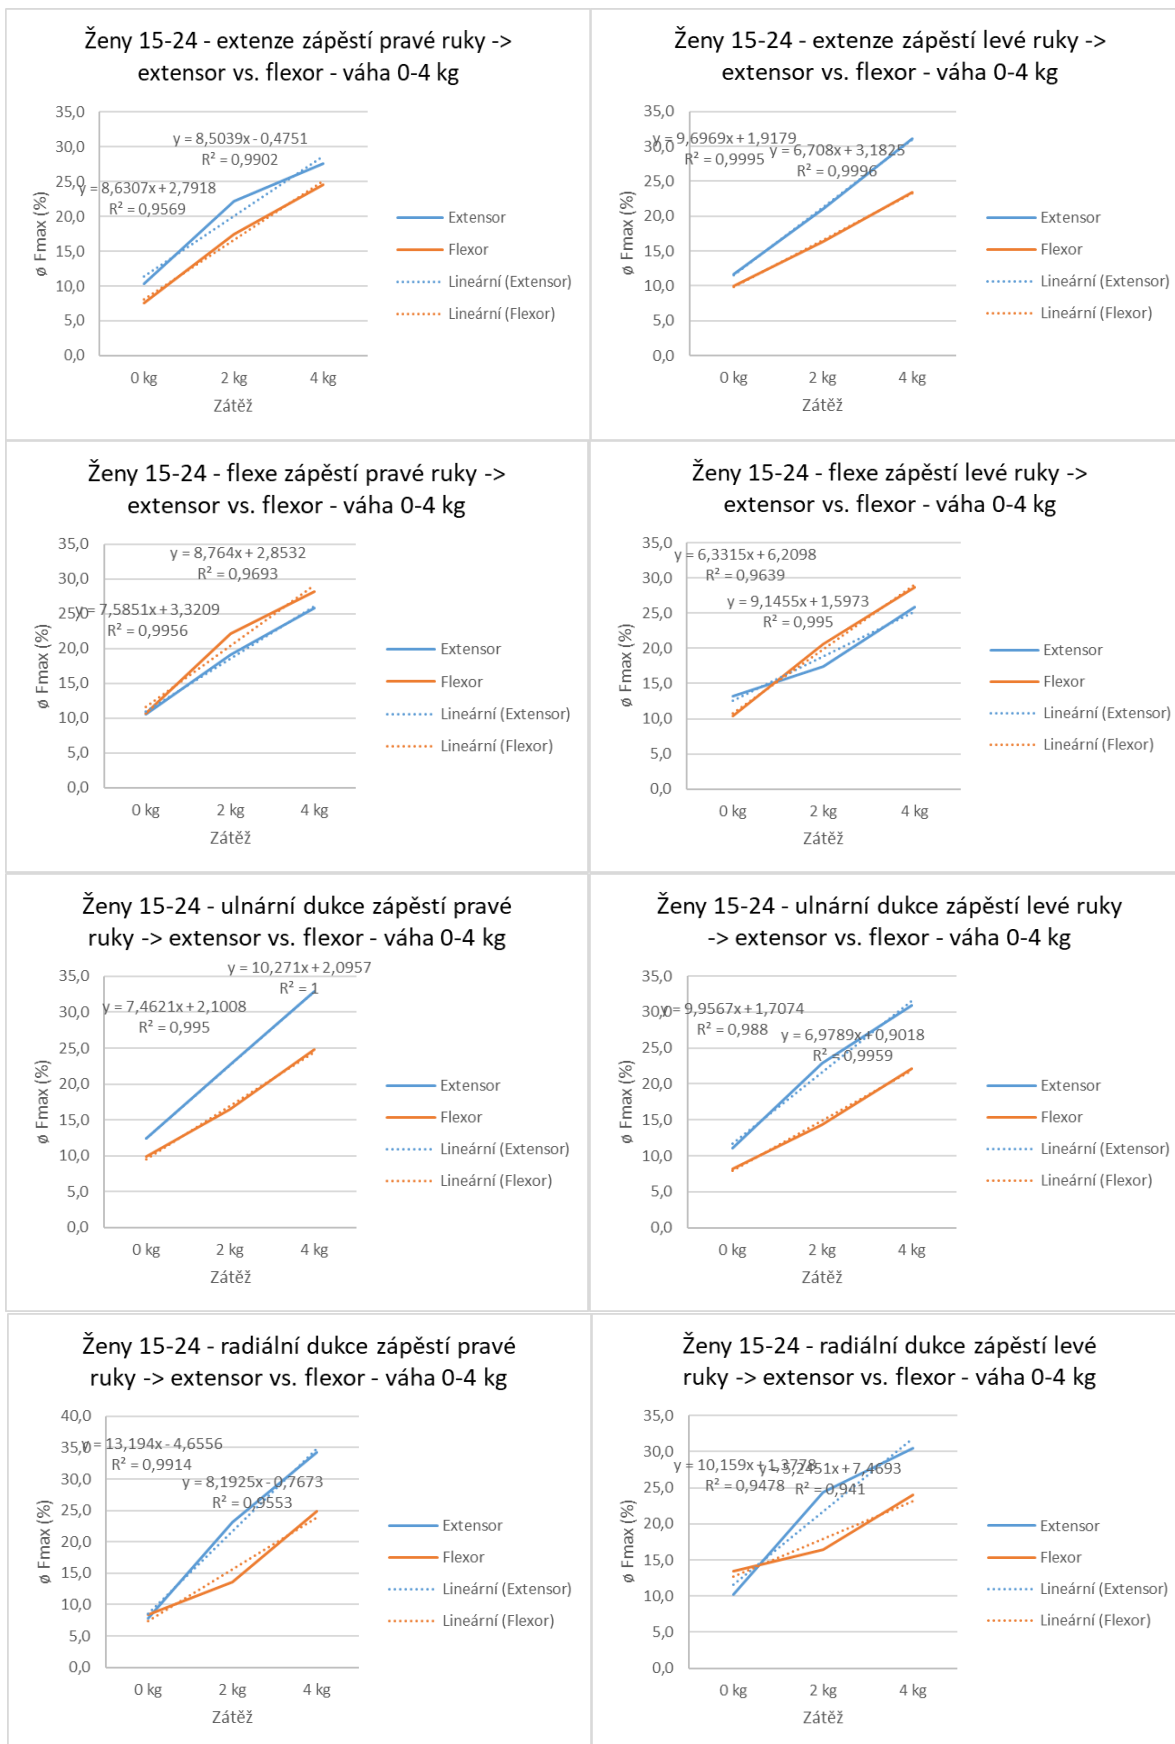 Ženy 15-24 - extenze zápěstí pravé ruky ->
extensor vs. flexor - váha 0-4 kg
35,0
30,0
25,0
20,0
15,0
10,0
5,0
0,0
ø Fmax (%)
y = 8,5039x - 0,4751
R² = 0,9902
y = 8,6307x + 2,7918
R² = 0,9569
0 kg
2 kg
4 kg
Zátěž
Extensor
Flexor
Lineární (Extensor)
Lineární (Flexor)
Ženy 15-24 - extenze zápěstí levé ruky ->
extensor vs. flexor - váha 0-4 kg
35,0
30,0
25,0
20,0
15,0
10,0
5,0
0,0
ø Fmax (%)
y = 9,6969x + 1,9179
R² = 0,9995
y = 6,708x + 3,1825
R² = 0,9996
0 kg
2 kg
4 kg
Zátěž
Extensor
Flexor
Lineární (Extensor)
Lineární (Flexor)
Ženy 15-24 - flexe zápěstí pravé ruky ->
extensor vs. flexor - váha 0-4 kg
35,0
30,0
25,0
20,0
15,0
10,0
5,0
0,0
ø Fmax (%)
y = 8,764x + 2,8532
R² = 0,9693
y = 7,5851x + 3,3209
R² = 0,9956
0 kg
2 kg
4 kg
Zátěž
Extensor
Flexor
Lineární (Extensor)
Lineární (Flexor)
Ženy 15-24 - flexe zápěstí levé ruky ->
extensor vs. flexor - váha 0-4 kg
35,0
30,0
25,0
20,0
15,0
10,0
5,0
0,0
ø Fmax (%)
y = 6,3315x + 6,2098
R² = 0,9639
y = 9,1455x + 1,5973
R² = 0,995
0 kg
2 kg
4 kg
Zátěž
Extensor
Flexor
Lineární (Extensor)
Lineární (Flexor)
Ženy 15-24 - ulnární dukce zápěstí pravé
ruky -> extensor vs. flexor - váha 0-4 kg
35,0
30,0
25,0
20,0
15,0
10,0
5,0
0,0
ø Fmax (%)
y = 10,271x + 2,0957
R² = 1
y = 7,4621x + 2,1008
R² = 0,995
0 kg
2 kg
4 kg
Zátěž
Extensor
Flexor
Lineární (Extensor)
Lineární (Flexor)
Ženy 15-24 - ulnární dukce zápěstí levé ruky
-> extensor vs. flexor - váha 0-4 kg
35,0
30,0
25,0
20,0
15,0
10,0
5,0
0,0
ø Fmax (%)
y = 9,9567x + 1,7074
R² = 0,988
y = 6,9789x + 0,9018
R² = 0,9959
0 kg
2 kg
4 kg
Zátěž
Extensor
Flexor
Lineární (Extensor)
Lineární (Flexor)
Ženy 15-24 - radiální dukce zápěstí pravé
ruky -> extensor vs. flexor - váha 0-4 kg
40,0
35,0
30,0
25,0
20,0
15,0
10,0
5,0
0,0
ø Fmax (%)
y = 13,194x - 4,6556
R² = 0,9914
y = 8,1925x - 0,7673
R² = 0,9553
0 kg
2 kg
4 kg
Zátěž
Extensor
Flexor
Lineární (Extensor)
Lineární (Flexor)
Ženy 15-24 - radiální dukce zápěstí levé
ruky -> extensor vs. flexor - váha 0-4 kg
35,0
30,0
25,0
20,0
15,0
10,0
5,0
0,0
ø Fmax (%)
y = 10,159x + 1,3778
R² = 0,9478
y = 5,2451x + 7,4693
R² = 0,941
0 kg
2 kg
4 kg
Zátěž
Extensor
Flexor
Lineární (Extensor)
Lineární (Flexor)